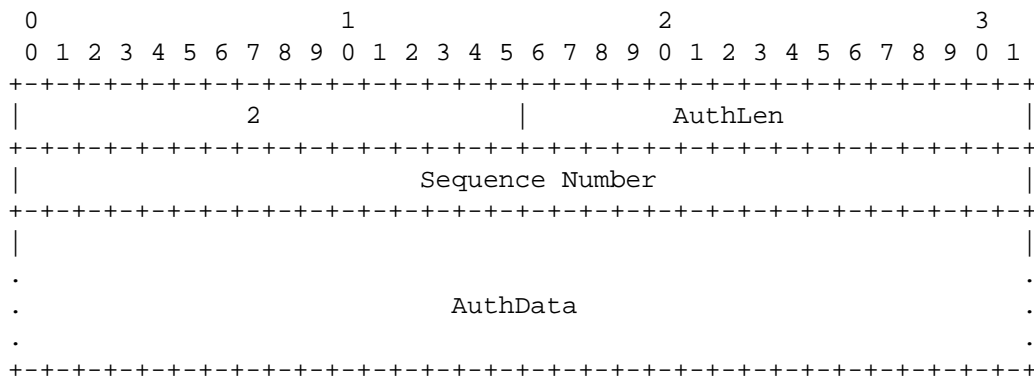 0                   1                   2                   3
 0 1 2 3 4 5 6 7 8 9 0 1 2 3 4 5 6 7 8 9 0 1 2 3 4 5 6 7 8 9 0 1
+-+-+-+-+-+-+-+-+-+-+-+-+-+-+-+-+-+-+-+-+-+-+-+-+-+-+-+-+-+-+-+-+
|              2                |         AuthLen               |
+-+-+-+-+-+-+-+-+-+-+-+-+-+-+-+-+-+-+-+-+-+-+-+-+-+-+-+-+-+-+-+-+
|                         Sequence Number                       |
+-+-+-+-+-+-+-+-+-+-+-+-+-+-+-+-+-+-+-+-+-+-+-+-+-+-+-+-+-+-+-+-+
|                                                               |
.                                                               .
.                           AuthData                            .
.                                                               .
+-+-+-+-+-+-+-+-+-+-+-+-+-+-+-+-+-+-+-+-+-+-+-+-+-+-+-+-+-+-+-+-+